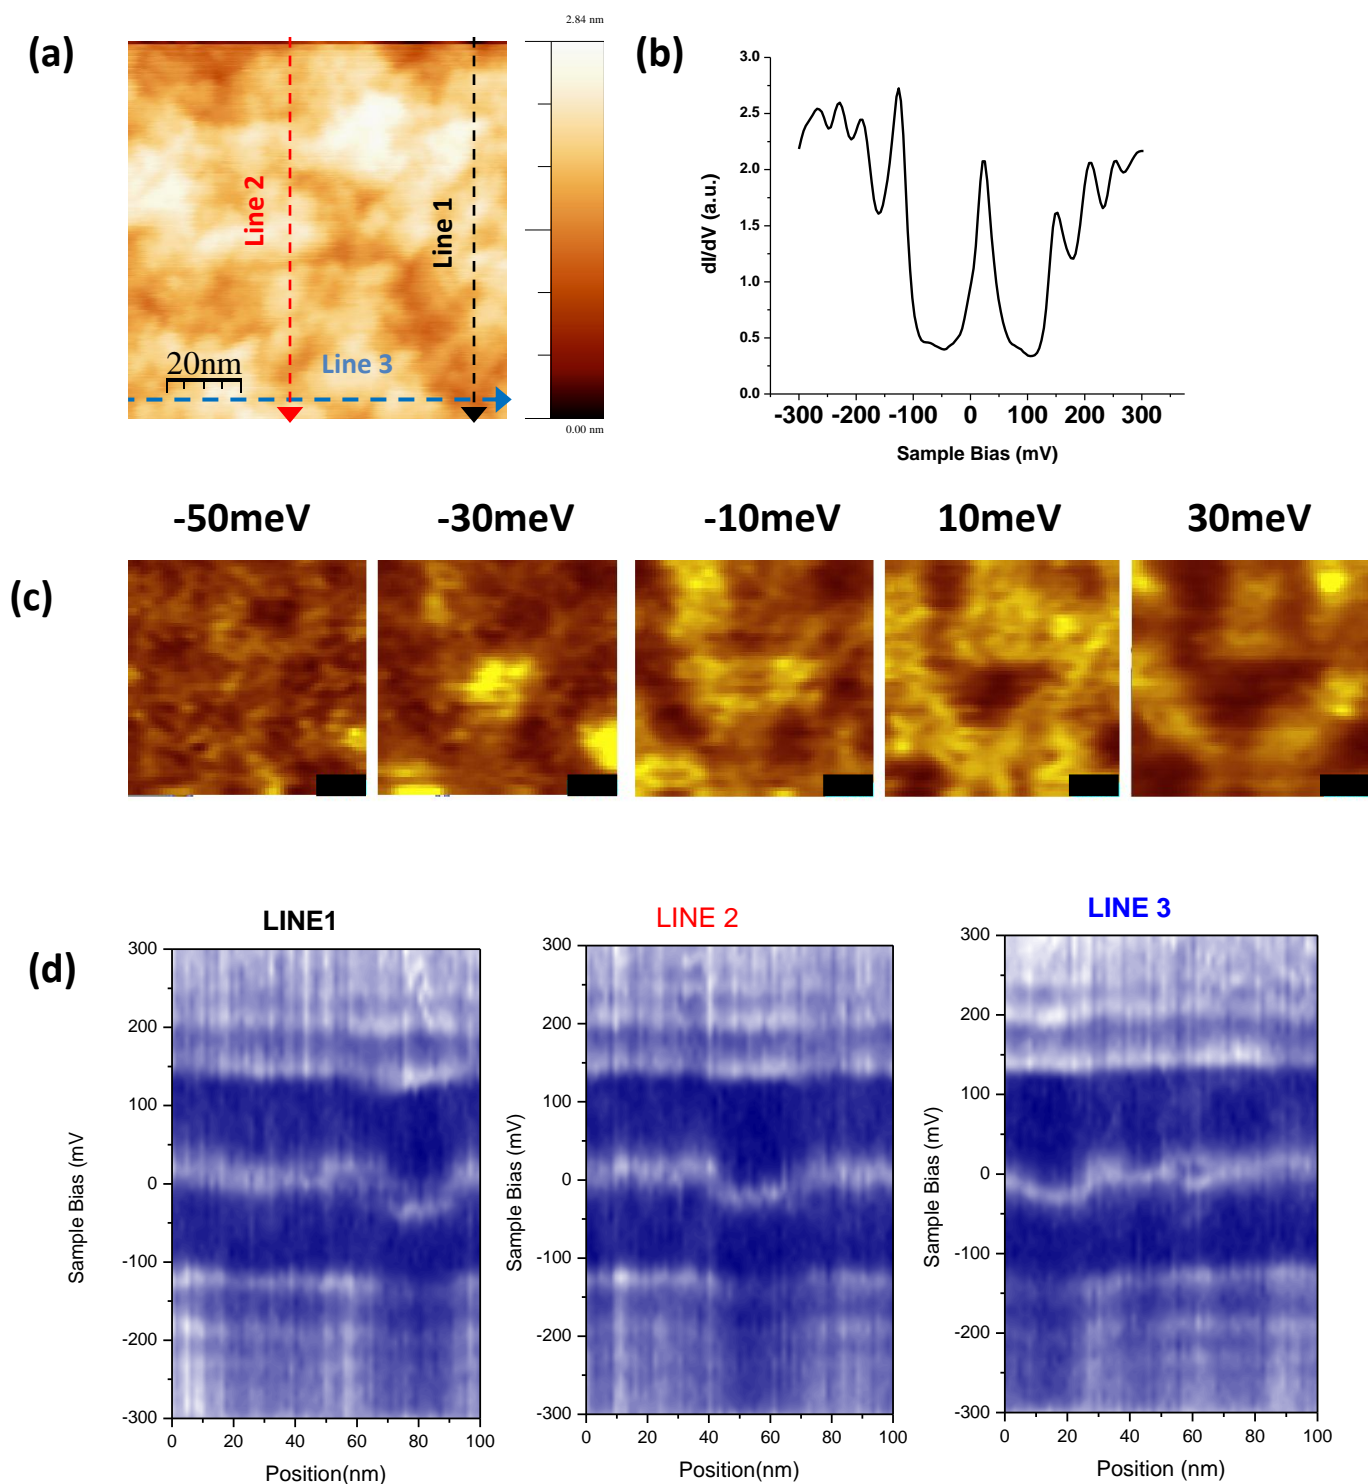 (a)
2.84 nm
Line 2
Line 1
20nm
Line 3
0.00 nm
(b)
3.0
2.5
2.0
1.5
1.0
0.5
0.0
dI/dV (a.u.)
-300 -200 -100 0 100 200 300
Sample Bias (mV)
-50meV -30meV -10meV 10meV 30meV
(c)
(d)
LINE1
300
200
100
0
-100
-200
-300
Sample Bias (mV
0 20 40 60 80 100
Position(nm)
LINE 2
300
200
100
0
-100
-200
-300
Sample Bias (mV)
0 20 40 60 80 100
Position(nm)
LINE 3
300
200
100
0
-100
-200
-300
Sample Bias (mV)
0 20 40 60 80 100
Position (nm)